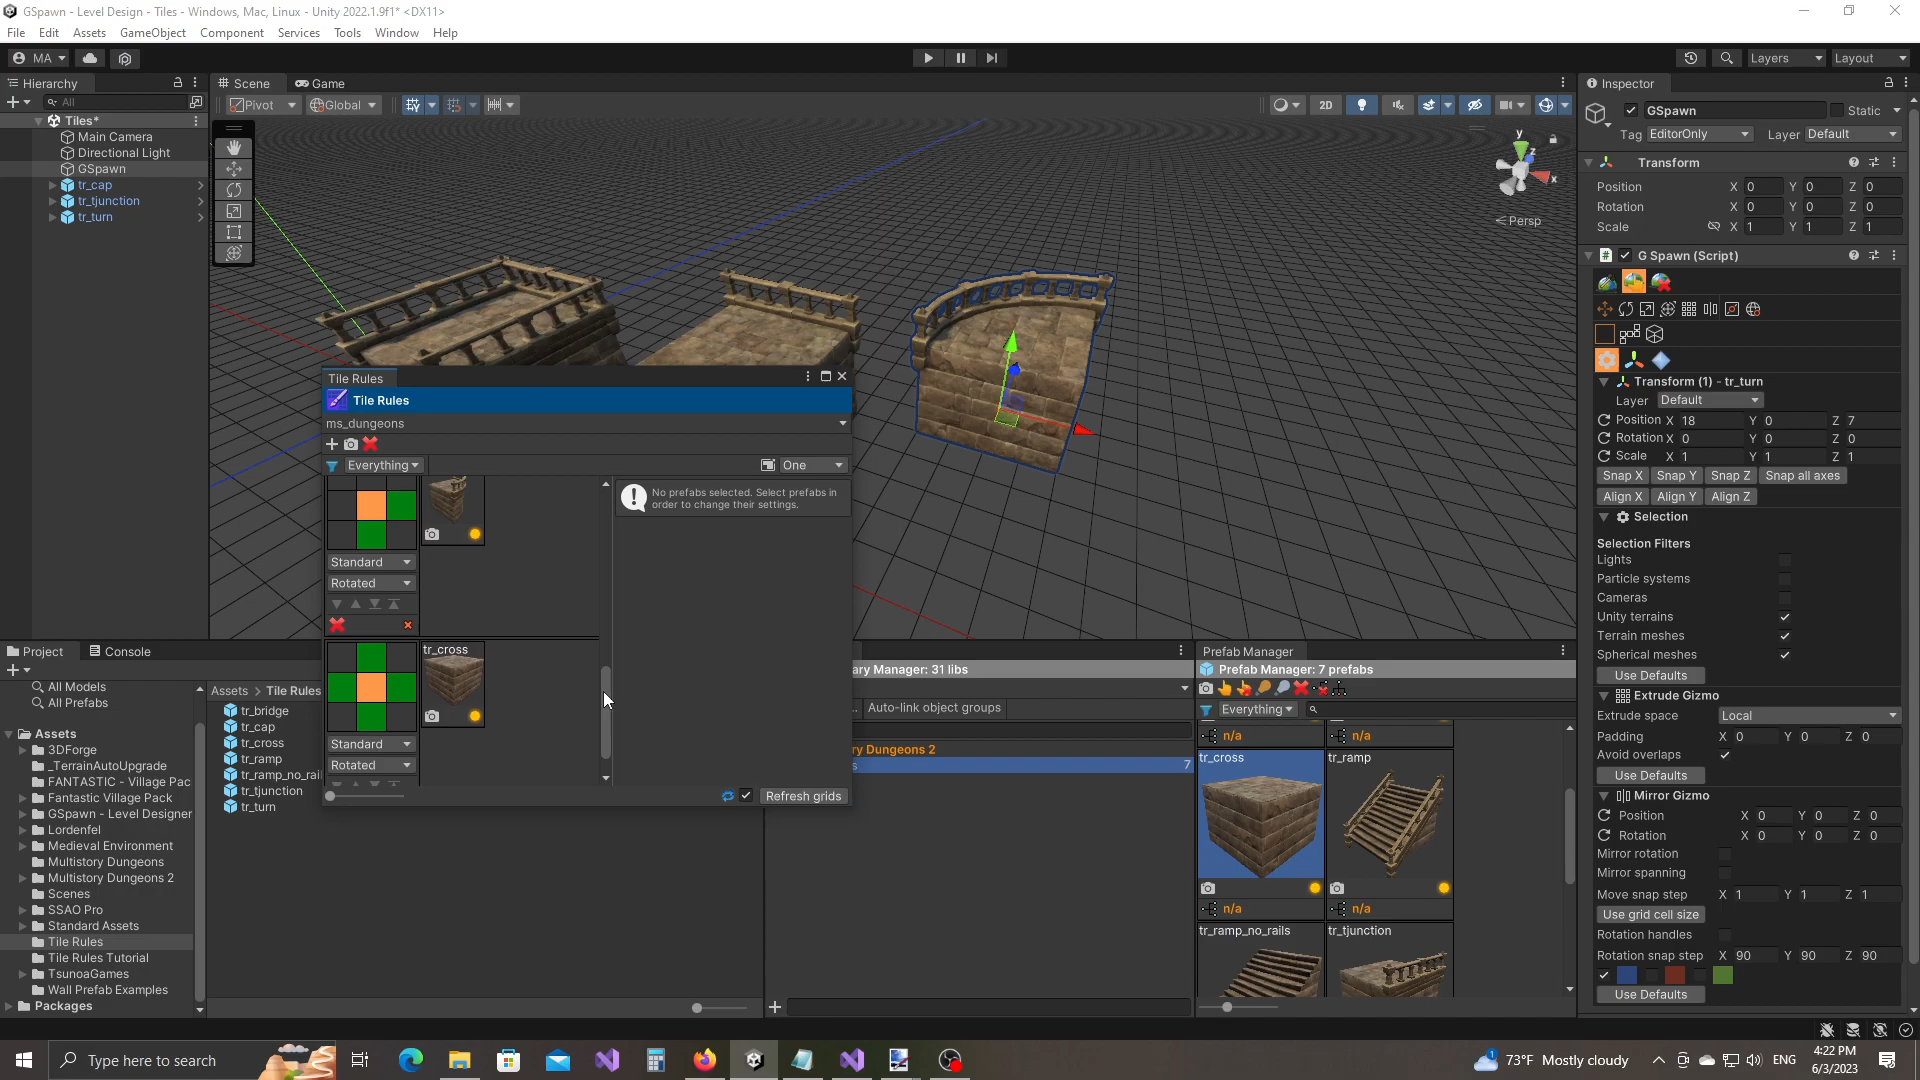 GSpawn - Level Design - Tiles - Windows, Mac, Linux - Unity 2022.1.9f1* <DX11>
File Edit Assets GameObject Component Services Tools Window Help
MA Layers Layout
Hierarchy Scene Game Inspector
All Pivot Global 2D GSpawn Static
Tiles* Tag EditorOnly Layer Default
Main Camera
Directional Light
GSpawn
tr_cap
tr_tjunction
tr_turn
y z x
Persp
Transform
Position X 0 Y 0 Z 0
Rotation X 0 Y 0 Z 0
Scale X 1 Y 1 Z 1
G Spawn (Script)
Transform (1) - tr_turn
Layer Default
Position X 18 Y 0 Z 7
Rotation X 0 Y 0 Z 0
Scale X 1 Y 1 Z 1
Snap X Snap Y Snap Z Snap all axes
Align X Align Y Align Z
Selection
Selection Filters
Lights
Particle systems
Cameras
Unity terrains
Terrain meshes
Spherical meshes
Use Defaults
Extrude Gizmo
Extrude space Local
Padding X 0 Y 0 Z 0
Avoid overlaps
Use Defaults
Mirror Gizmo
Position X 0 Y 0 Z 0
Rotation X 0 Y 0 Z 0
Mirror rotation
Mirror spanning
Move snap step X 1 Y 1 Z 1
Use grid cell size
Rotation handles
Rotation snap step X 90 Y 90 Z 90
Use Defaults
Tile Rules
Tile Rules
ms_dungeons
Everything One
No prefabs selected. Select prefabs in
order to change their settings.
Standard
Rotated
tr_cross
Standard
Rotated
Refresh grids
Project Console
All Models
All Prefabs
Assets
3DForge
_TerrainAutoUpgrade
FANTASTIC - Village Pac
Fantastic Village Pack
GSpawn - Level Designer
Lordenfel
Medieval Environment
Multistory Dungeons
Multistory Dungeons 2
Scenes
SSAO Pro
Standard Assets
Tile Rules
Tile Rules Tutorial
TsunoaGames
Wall Prefab Examples
Packages
Assets > Tile Rules
tr_bridge
tr_cap
tr_cross
tr_ramp
tr_ramp_no_rail
tr_tjunction
tr_turn
ary Manager: 31 libs
.. Auto-link object groups
ry Dungeons 2
s 7
Prefab Manager
Prefab Manager: 7 prefabs
Everything
n/a n/a
tr_cross tr_ramp
n/a n/a
tr_ramp_no_rails tr_tjunction
Type here to search
1 73°F Mostly cloudy ENG 4:22 PM
6/3/2023